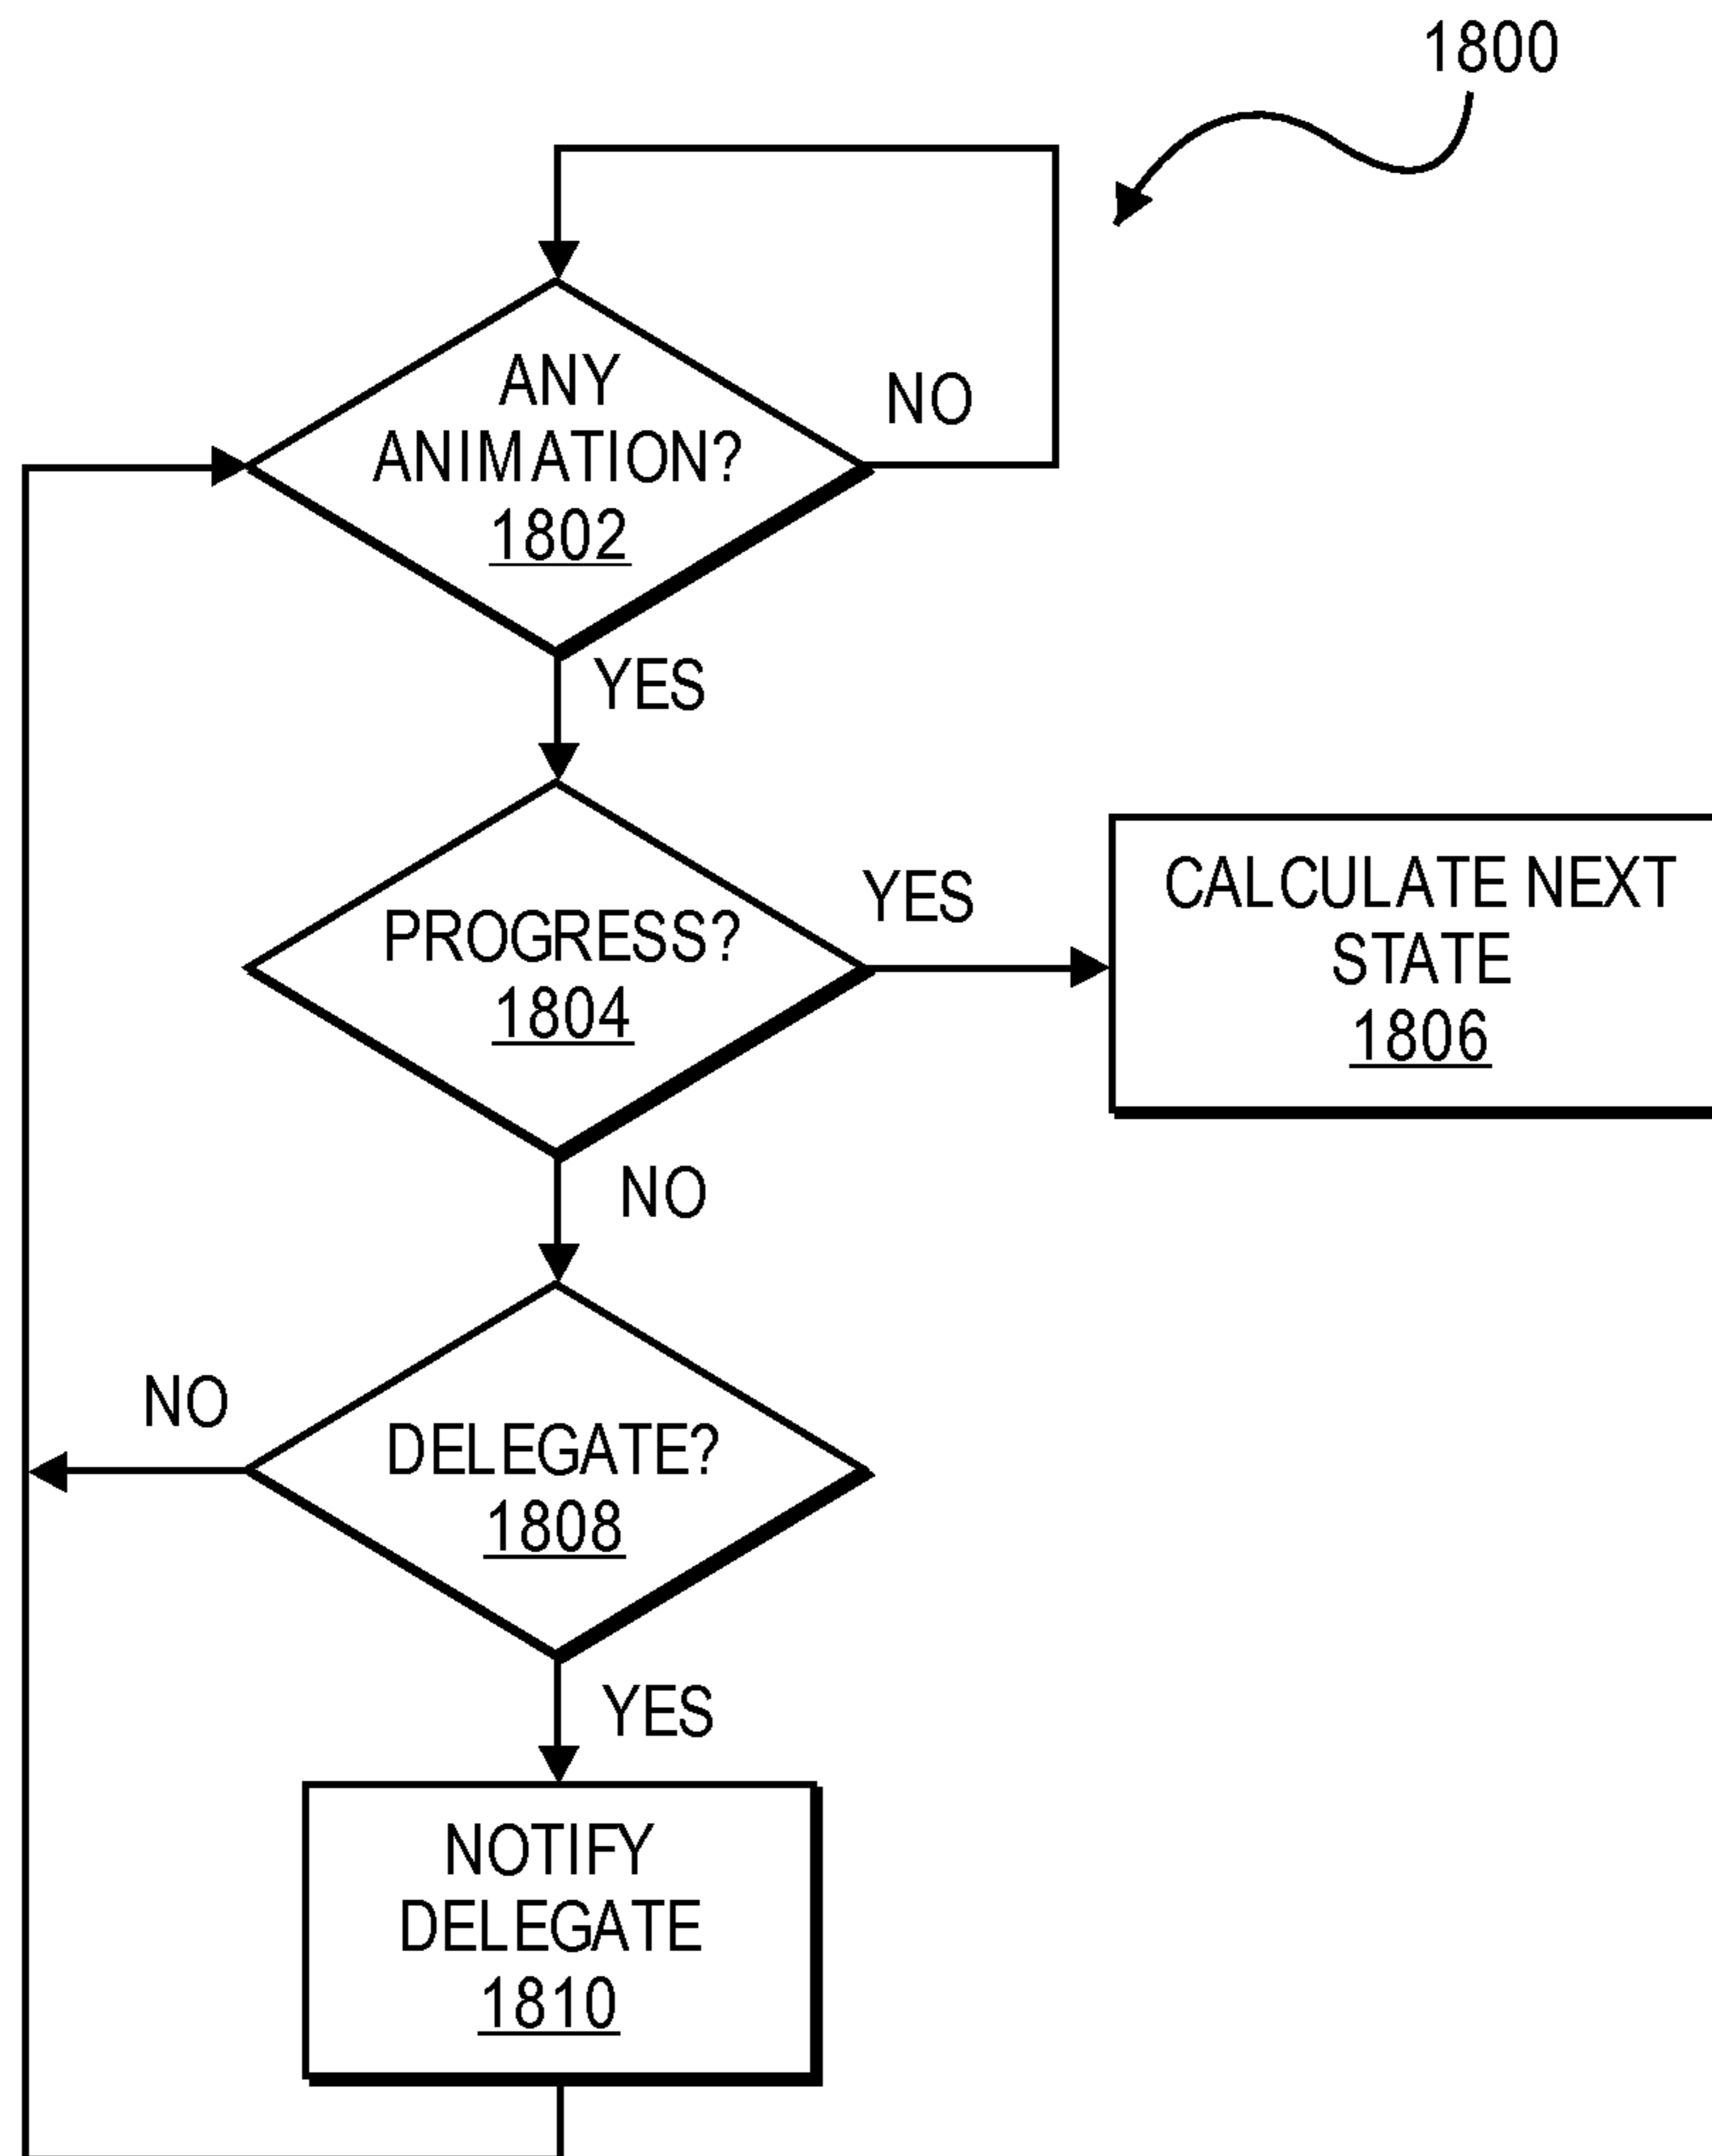 1800
ANY
ANIMATION?
1802
NO
YES
PROGRESS?
1804
YES
CALCULATE NEXT
STATE
1806
NO
DELEGATE?
1808
NO
YES
NOTIFY
DELEGATE
1810